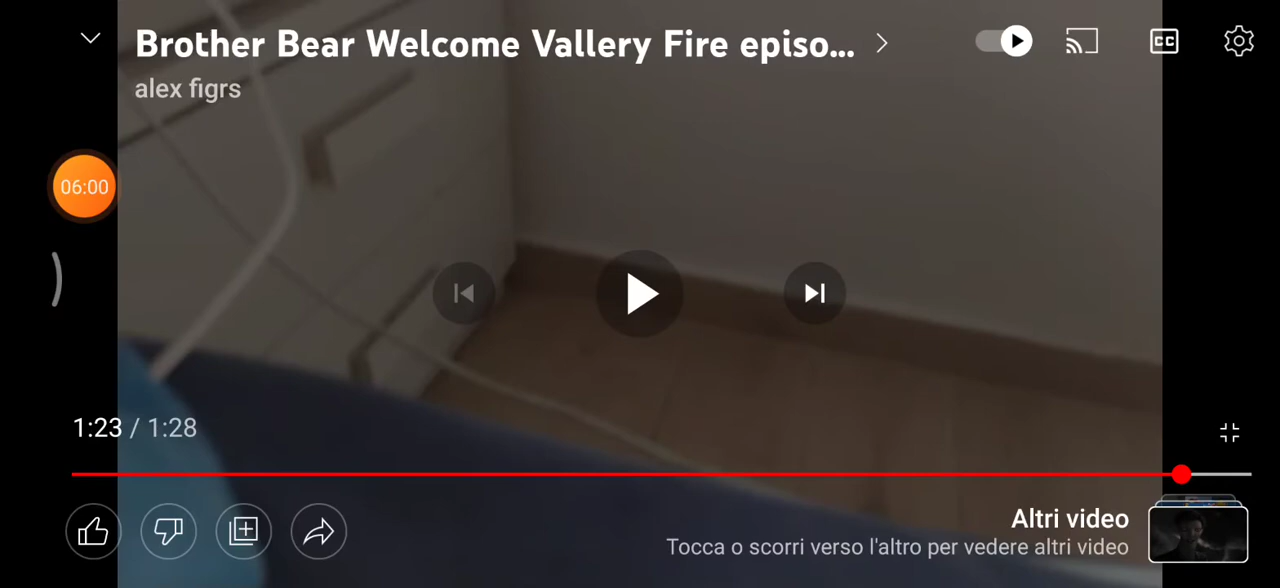 Brother Bear Welcome Vallery Fire episo...
alex figrs
CC
06:00
1:23 / 1:28
Altri video
Tocca o scorri verso l'altro per vedere altri video